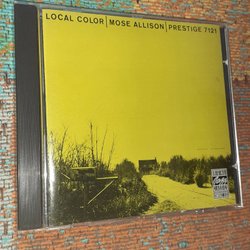 LOCAL COLOR | MOSE ALLISON | PRESTIGE 7121